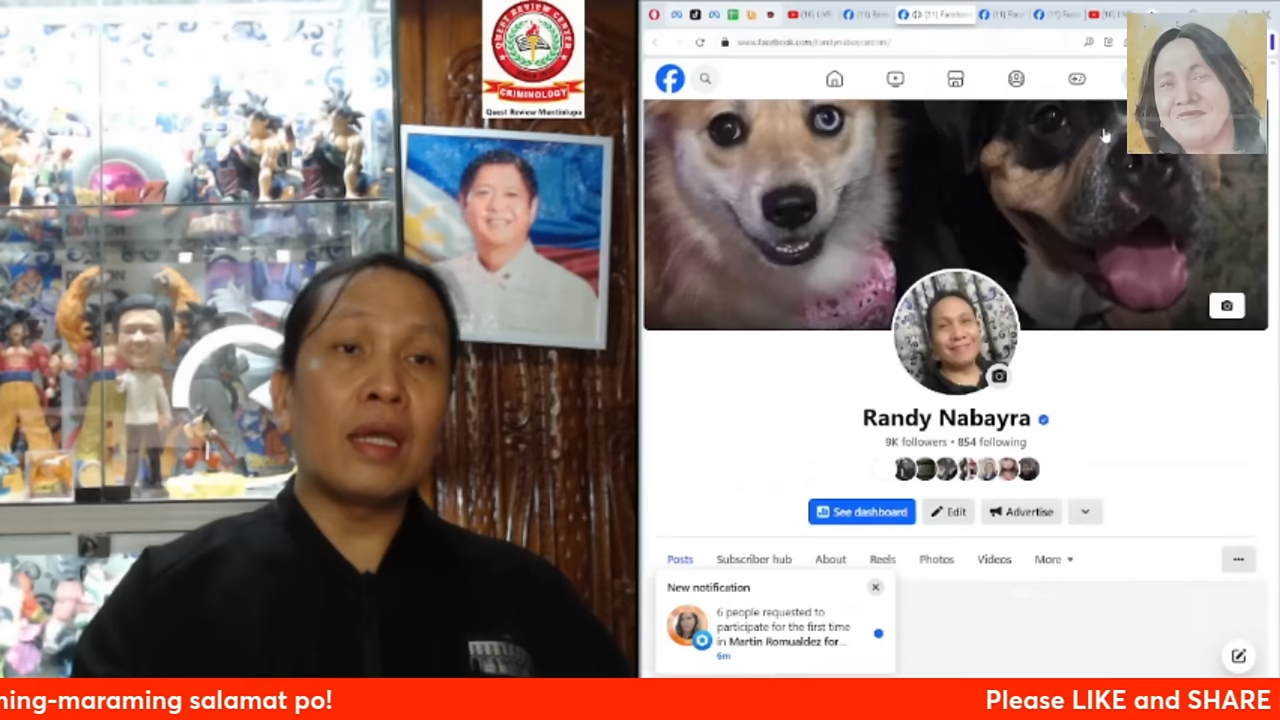 QUEST REVIEW CENTER
CRIMINOLOGY
Quest Review Muntinlupa
www.facebook.com/randynabayracrim/
Randy Nabayra
9K followers • 854 following
See dashboard
Edit
Advertise
Posts
Subscriber hub
About
Reels
Photos
Videos
More
New notification
6 people requested to
participate for the first time
in Martin Romualdez for...
6m
ning-maraming salamat po!
Please LIKE and SHARE